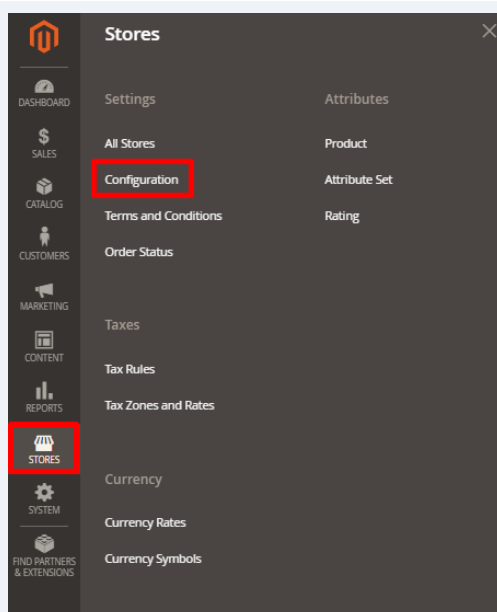 Stores
DASHBOARD
SALES
CATALOG
CUSTOMERS
MARKETING
CONTENT
REPORTS
STORES
SYSTEM
FIND PARTNERS
& EXTENSIONS
Settings
All Stores
Configuration
Terms and Conditions
Order Status
Taxes
Tax Rules
Tax Zones and Rates
Currency
Currency Rates
Currency Symbols
Attributes
Product
Attribute Set
Rating